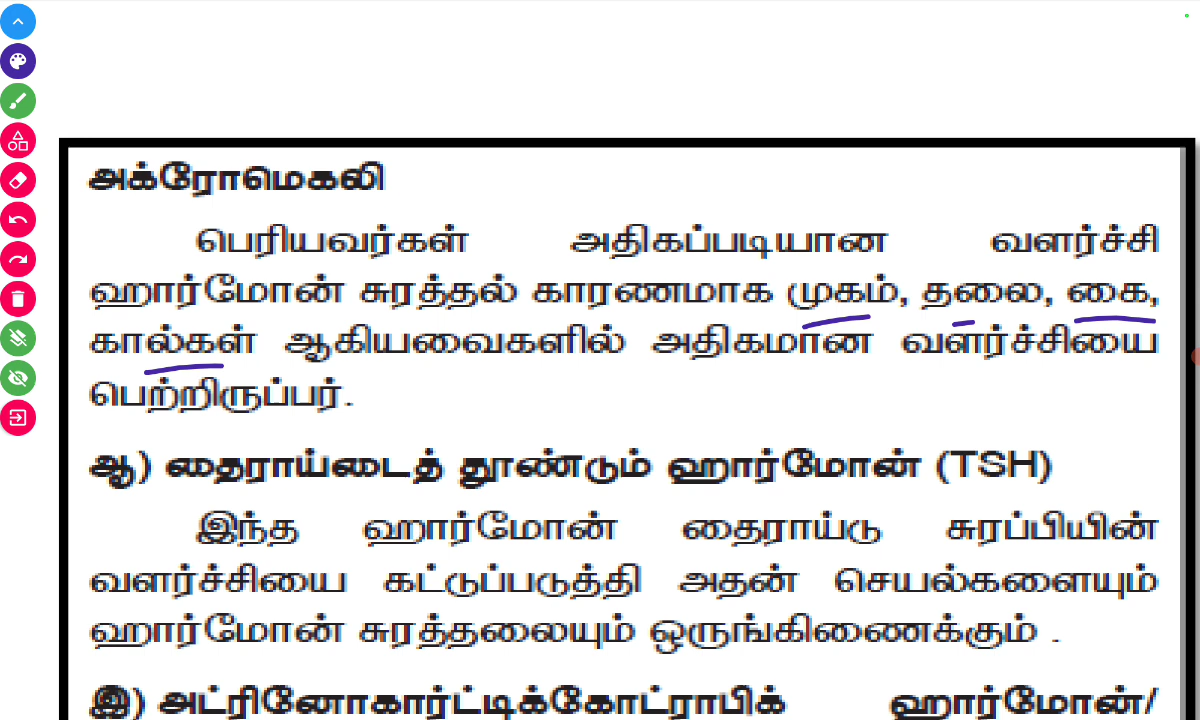 அக்ரோமெகலி
பெரியவர்கள் அதிகப்படியான வளர்ச்சி
ஹார்மோன் சுரத்தல் காரணமாக முகம், தலை, கை,
கால்கள் ஆகியவைகளில் அதிகமான வளர்ச்சியை
பெற்றிருப்பர்.
ஆ) தைராய்டைத் தூண்டும் ஹார்மோன் (TSH)
இந்த ஹார்மோன் தைராய்டு சுரப்பியின்
வளர்ச்சியை கட்டுப்படுத்தி அதன் செயல்களையும்
ஹார்மோன் சுரத்தலையும் ஒருங்கிணைக்கும் .
இ) அட்ரினோகார்ட்டிக்கோட்ராபிக் ஹார்மோன்/